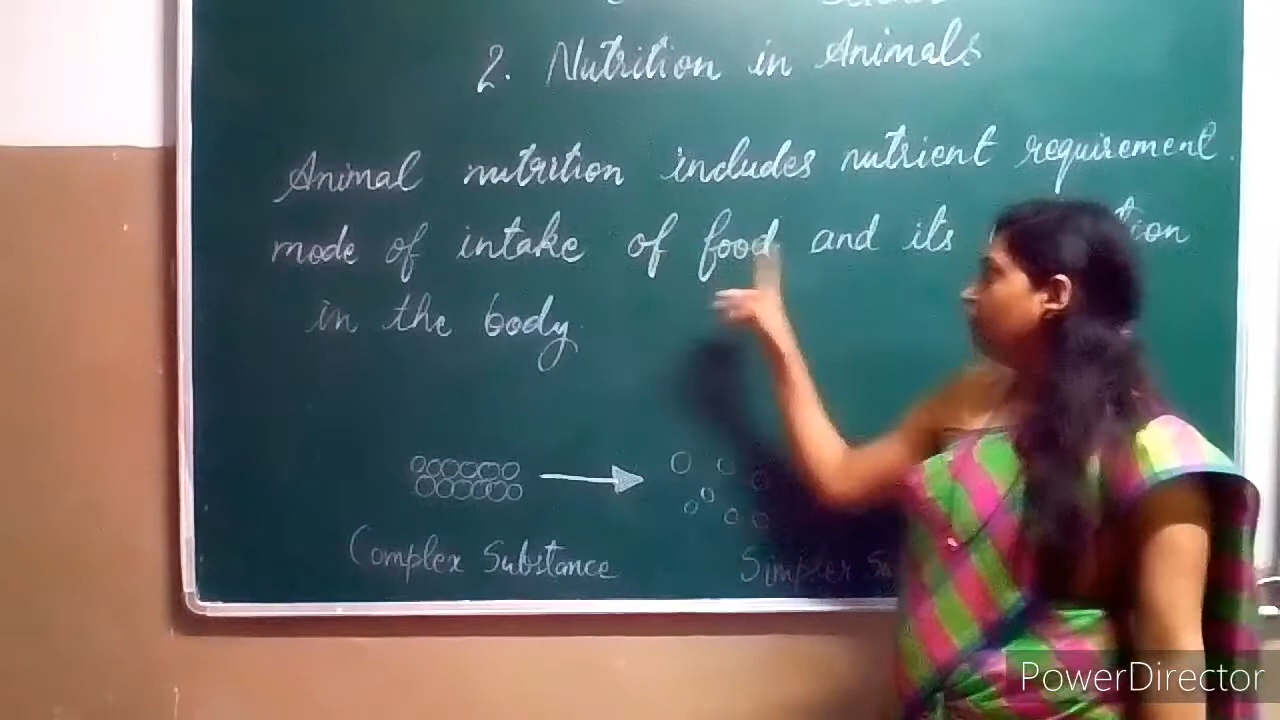 2. Nutrition in Animals
Animal nutrition includes nutrient requirement
mode of intake of food and its
in the body.
Complex Substance
Simpler
PowerDirector